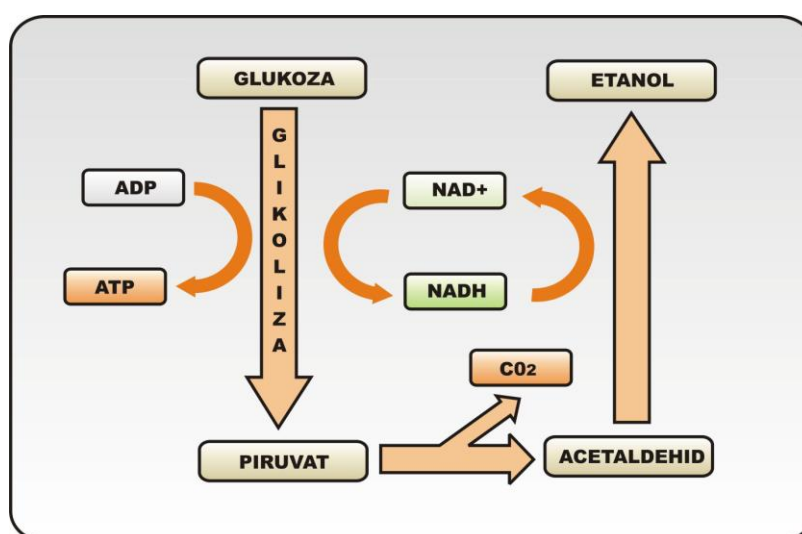 GLUKOZA
ETANOL
GLIKOLIZA
ADP
NAD+
ATP
NADH
C02
PIRUVAT
ACETALDEHID